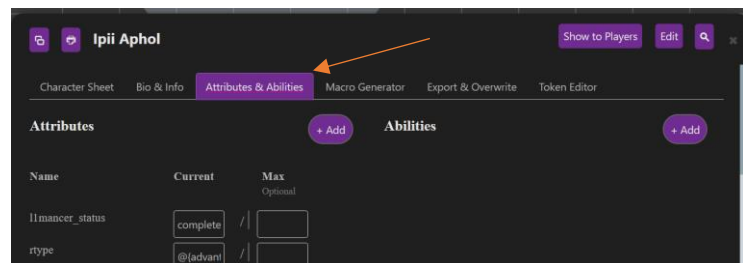 Ipii Aphol
Show to Players
Edit
Character Sheet
Bio & Info
Attributes & Abilities
Macro Generator
Export & Overwrite
Token Editor
Attributes
+ Add
Abilities
+ Add
Name
Current
Max
Optional
l1mancer_status
complete
/
rtype
@{advant
/